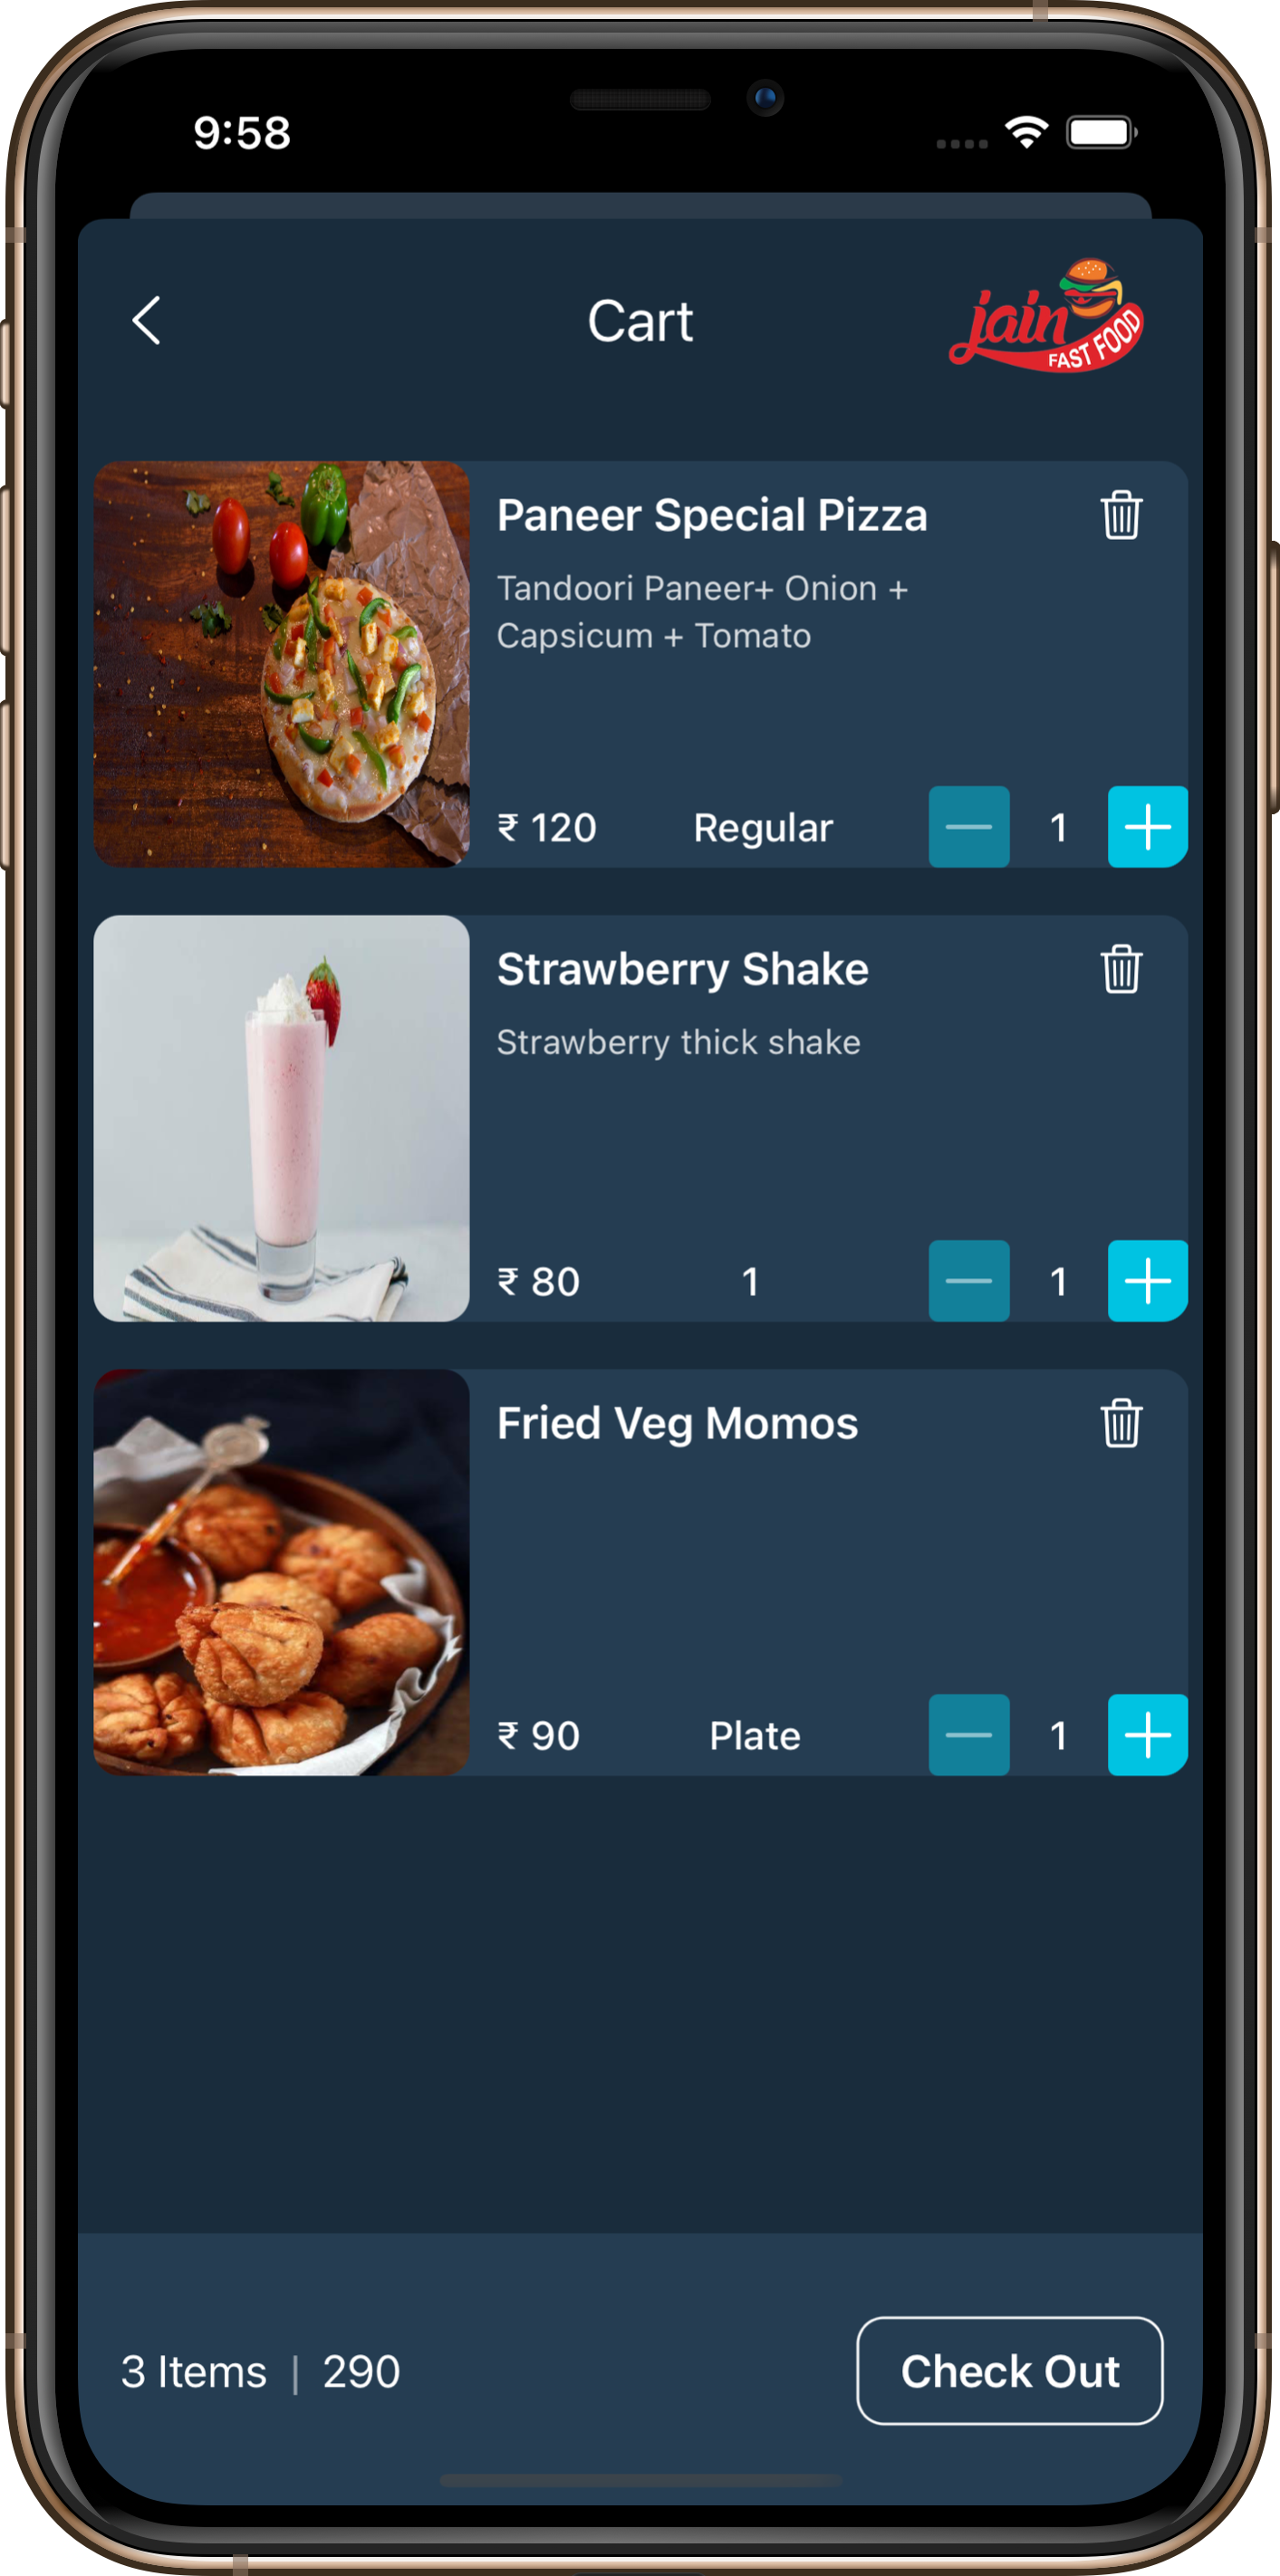 9:58
Cart
jain
FAST FOOD
Paneer Special Pizza
Tandoori Paneer+ Onion +
Capsicum + Tomato
₹ 120 Regular 1
Strawberry Shake
Strawberry thick shake
₹ 80 1 1
Fried Veg Momos
₹ 90 Plate 1
3 Items | 290
Check Out